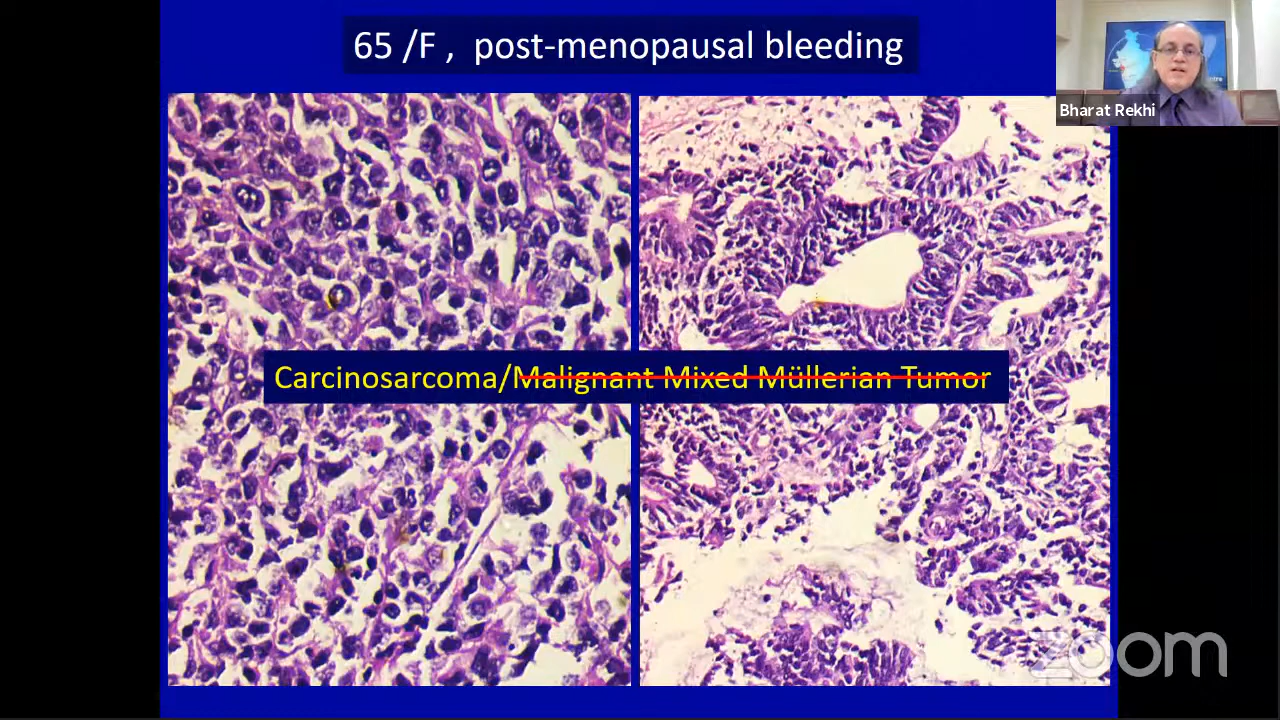 65 /F , post-menopausal bleeding
Bharat Rekhi
Carcinosarcoma/Malignant Mixed Müllerian Tumor
zoom